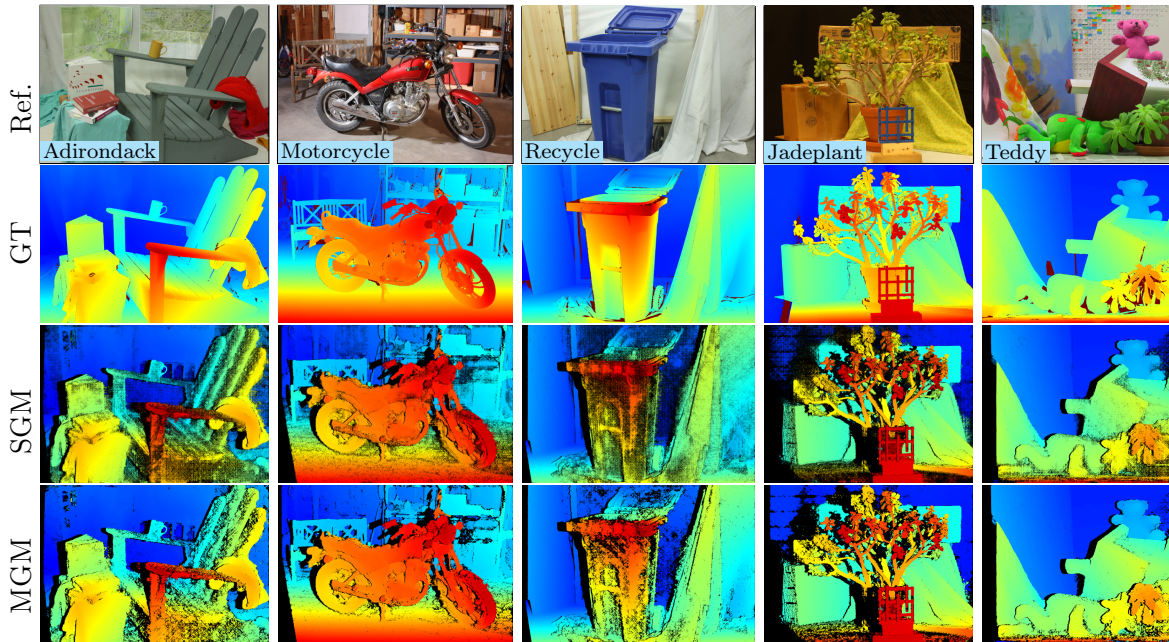 Ref.
Adirondack
Motorcycle
Recycle
Jadeplant
Teddy
GT
SGM
MGM